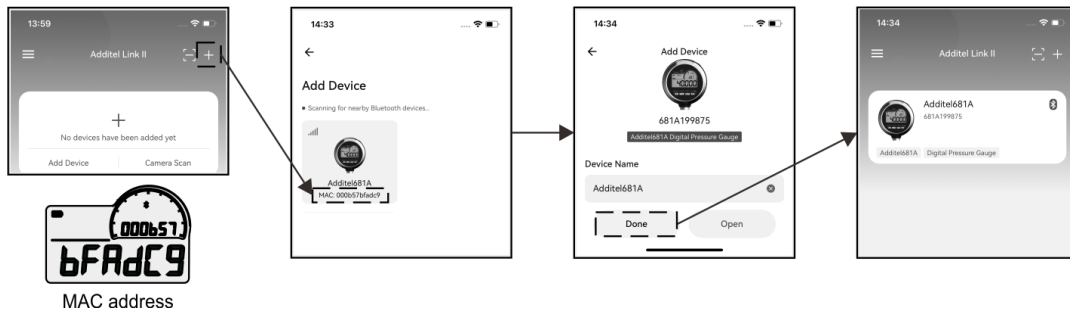 13:59
Additel Link II
No devices have been added yet
Add Device
Camera Scan
000b57
bFAdC9
MAC address
14:33
Add Device
Scanning for nearby Bluetooth devices..
Additel681A
MAC: 000b57bfadc9
14:34
Add Device
681A199875
Additel681A Digital Pressure Gauge
Device Name
Additel681A
Done
Open
14:34
Additel Link II
Additel681A
681A199875
Additel681A Digital Pressure Gauge